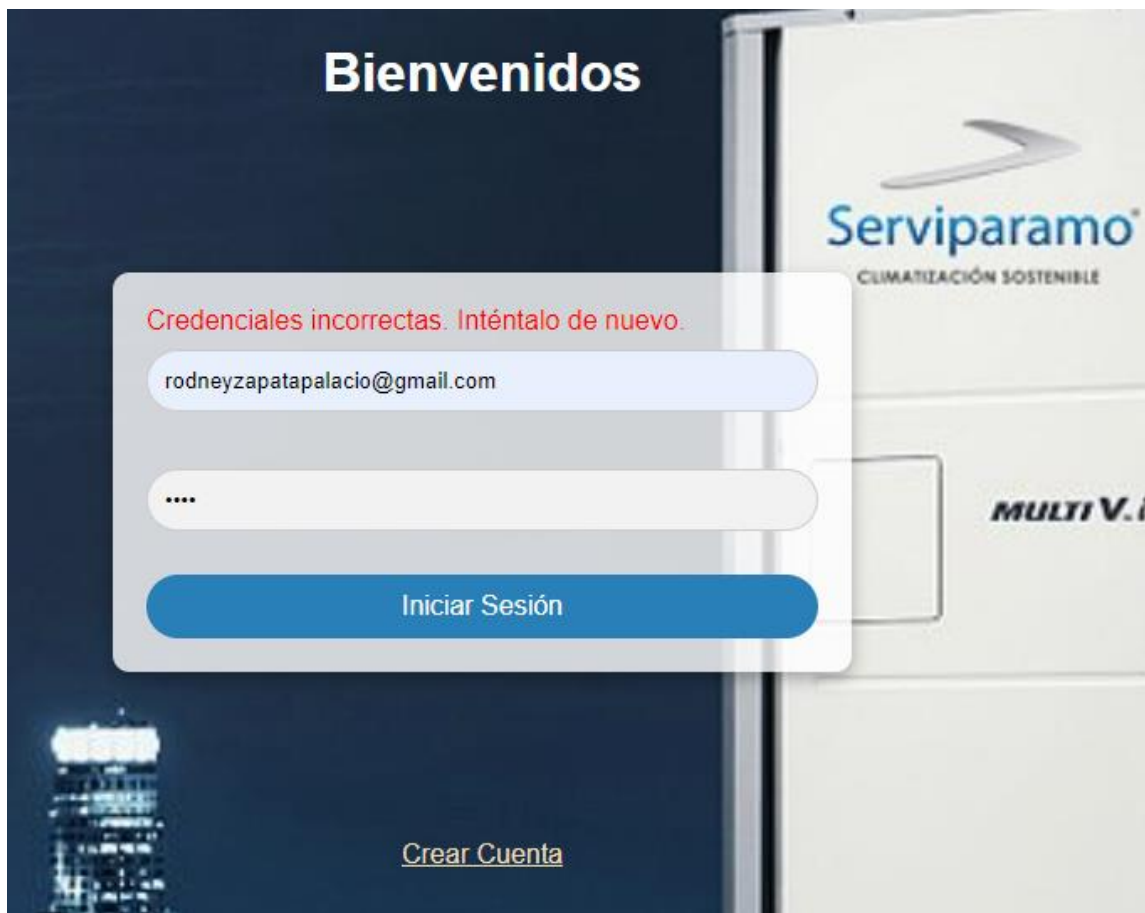 Bienvenidos
Serviparamo
CLIMATIZACIÓN SOSTENIBLE
Credenciales incorrectas. Inténtalo de nuevo.
rodneyzapatapalacio@gmail.com
••••
MULTI V.
Iniciar Sesión
Crear Cuenta